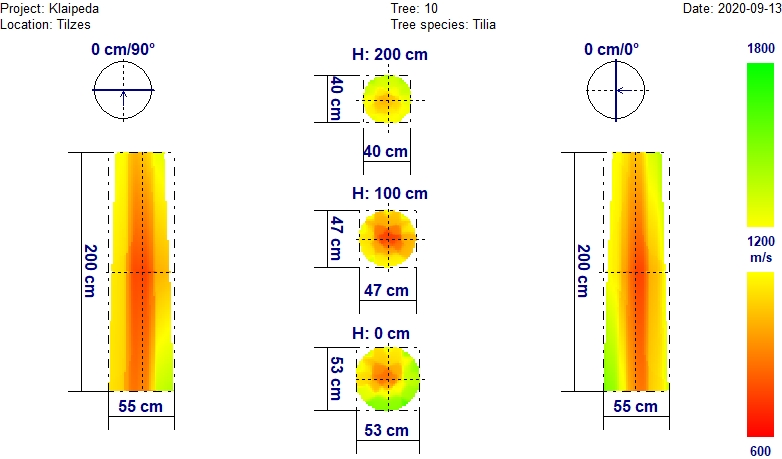 Project: Klaipeda
Tree: 10
Date: 2020-09-13
Location: Tilzes
Tree species: Tilia
0 cm/90°
H: 200 cm
0 cm/0°
1800
40 cm
40 cm
H: 100 cm
47 cm
47 cm
200 cm
200 cm
1200
m/s
H: 0 cm
53 cm
53 cm
55 cm
55 cm
600